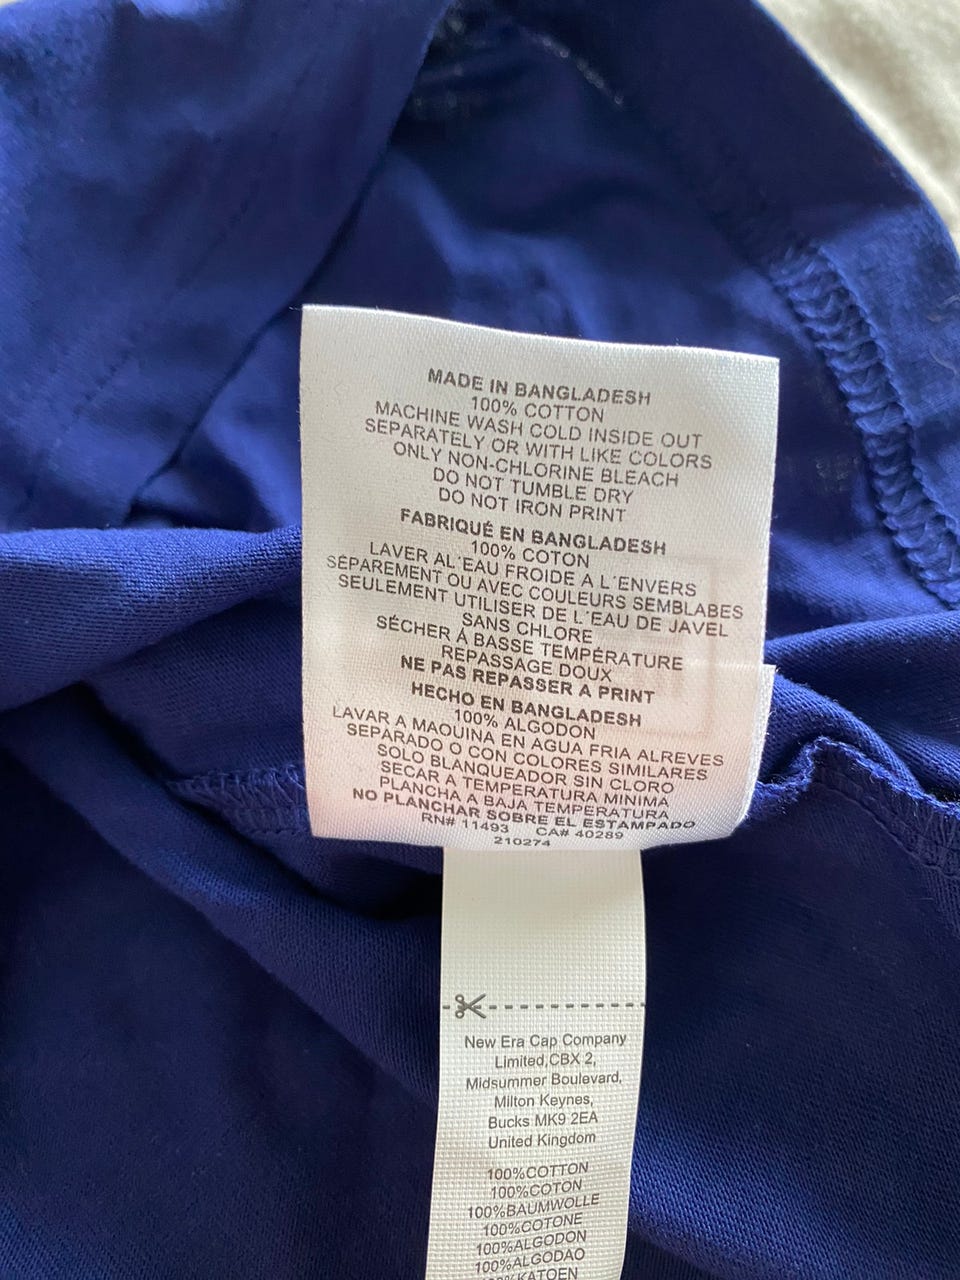 MADE IN BANGLADESH
100% COTTON
MACHINE WASH COLD INSIDE OUT
SEPARATELY OR WITH LIKE COLORS
ONLY NON-CHLORINE BLEACH
DO NOT TUMBLE DRY
DO NOT IRON PRINT
FABRIQUÉ EN BANGLADESH
100% COTON
LAVER AL'EAU FROIDE A L'ENVERS
SÉPAREMENT OU AVEC COULEURS SEMBLABES
SEULEMENT UTILISER DE L'EAU DE JAVEL
SANS CHLORE
SÉCHER Á BASSE TEMPÉRATURE
REPASSAGE DOUX
NE PAS REPASSER A PRINT
HECHO EN BANGLADESH
100% ALGODON
LAVAR A MAQUINA EN AGUA FRIA ALREVES
SEPARADO O CON COLORES SIMILARES
SOLO BLANQUEADOR SIN CLORO
SECAR A TEMPERATURA MINIMA
PLANCHA A BAJA TEMPERATURA
NO PLANCHAR SOBRE EL ESTAMPADO
RN# 11493 CA# 40289
210274
New Era Cap Company
Limited,CBX 2,
Midsummer Boulevard,
Milton Keynes,
Bucks MK9 2EA
United Kingdom
100%COTTON
100%COTON
100%BAUMWOLLE
100%COTONE
100%ALGODON
100%ALGODAO
100%KATOEN